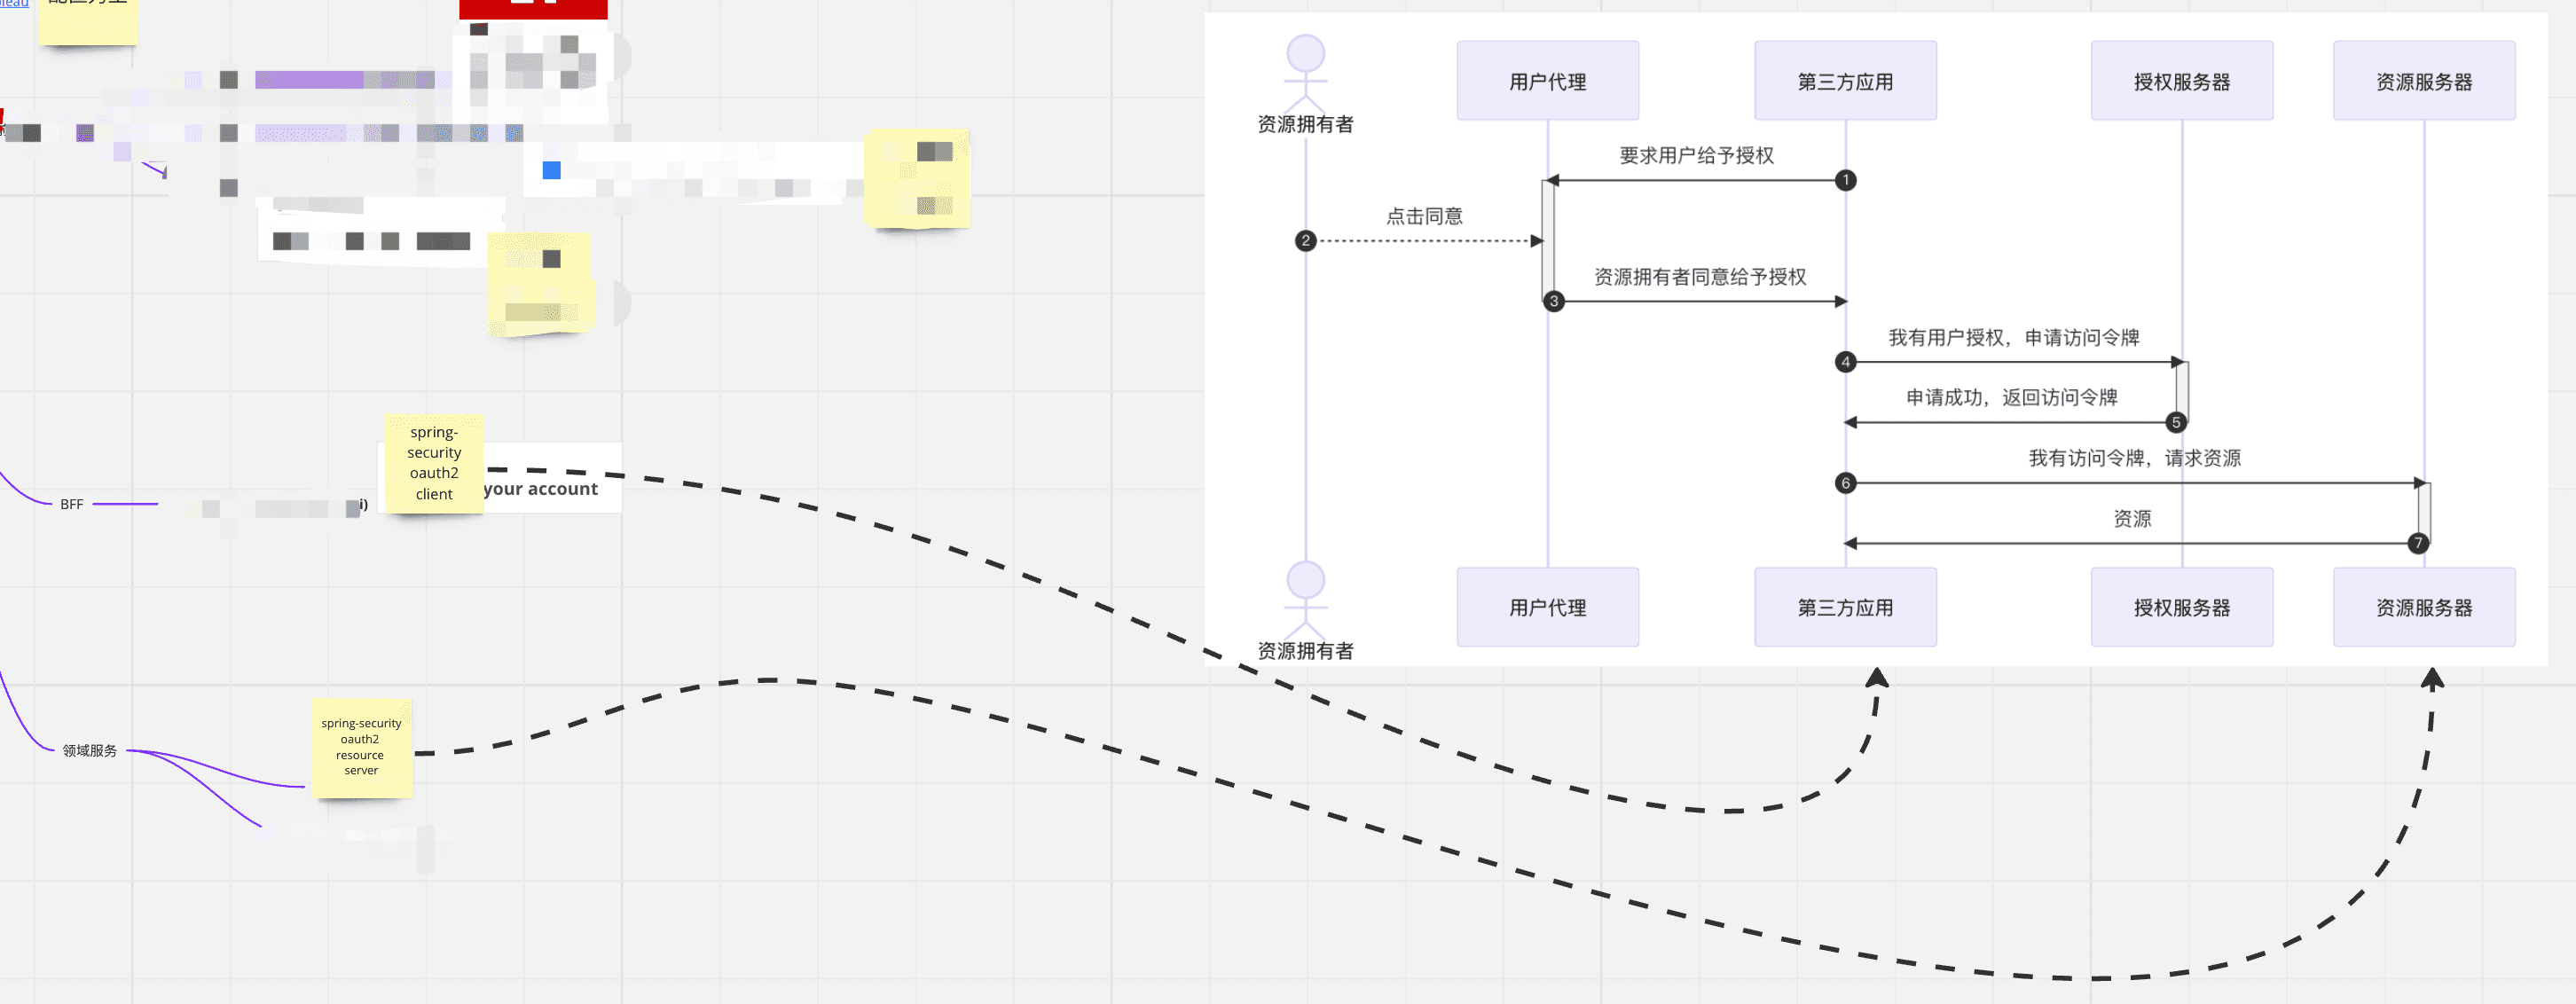 资源拥有者
用户代理
第三方应用
授权服务器
资源服务器
要求用户给予授权
1
点击同意
2
资源拥有者同意给予授权
3
我有用户授权，申请访问令牌
4
申请成功，返回访问令牌
5
我有访问令牌，请求资源
6
资源
7
资源拥有者
用户代理
第三方应用
授权服务器
资源服务器
spring-
security
oauth2
client
your account
BFF
i)
领域服务
spring-security
oauth2
resource
server